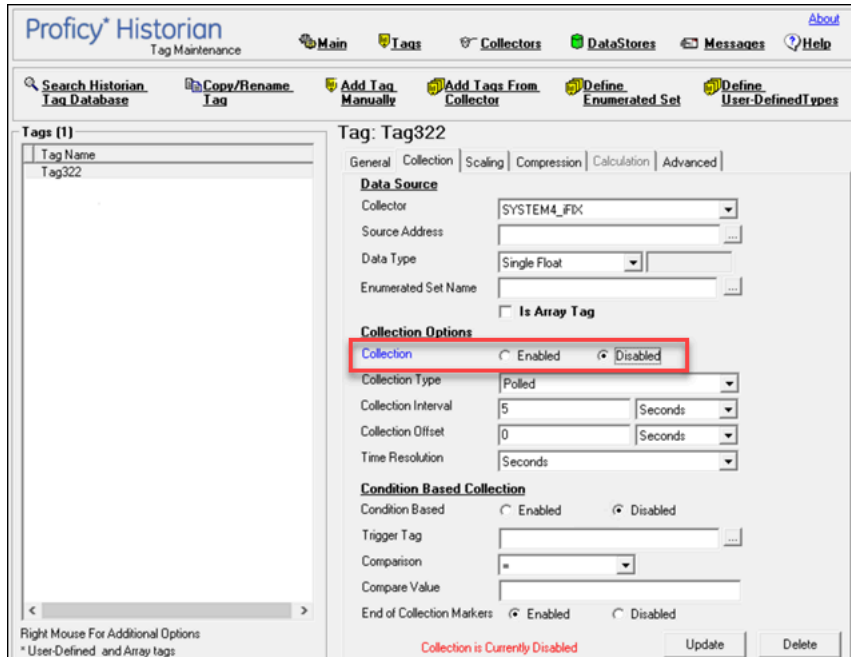 Proficy* Historian
Tag Maintenance
About
Main Tags Collectors DataStores Messages Help
Search Historian Tag Database
Copy/Rename Tag
Add Tag Manually
Add Tags From Collector
Define Enumerated Set
Define User-DefinedTypes
Tags (1)
Tag Name
Tag322
Right Mouse For Additional Options
* User-Defined and Array tags
Tag: Tag322
General Collection Scaling Compression Calculation Advanced
Data Source
Collector SYSTEM4_iFIX
Source Address ...
Data Type Single Float
Enumerated Set Name ...
Is Array Tag
Collection Options
Collection Enabled Disabled
Collection Type Polled
Collection Interval 5 Seconds
Collection Offset 0 Seconds
Time Resolution Seconds
Condition Based Collection
Condition Based Enabled Disabled
Trigger Tag ...
Comparison =
Compare Value
End of Collection Markers Enabled Disabled
Collection is Currently Disabled
Update Delete